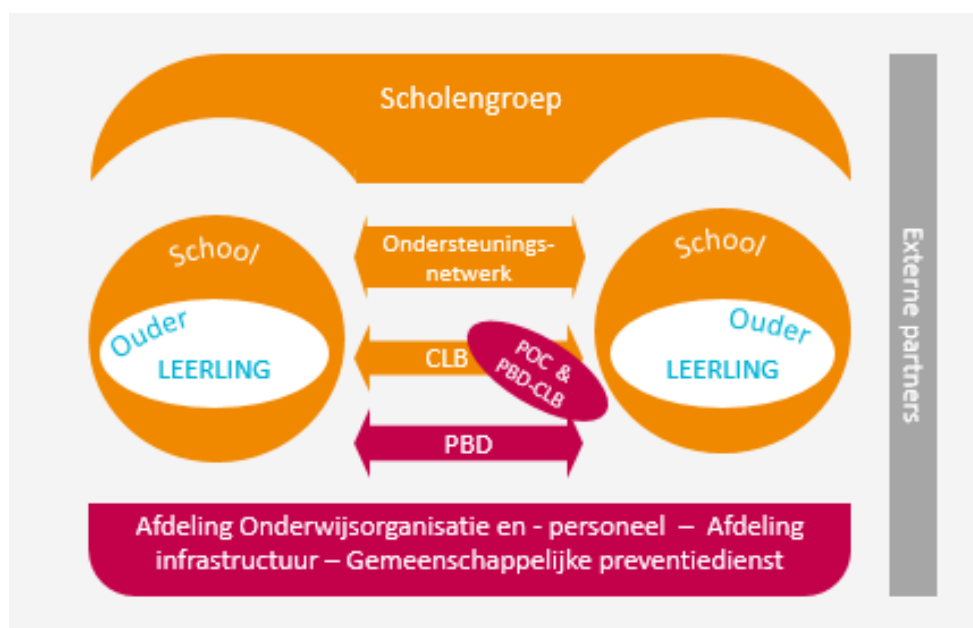 Scholengroep
School
Ouder
LEERLING
Ondersteunings-
netwerk
CLB
POC &
PBD-CLB
PBD
School
Ouder
LEERLING
Externe partners
Afdeling Onderwijsorganisatie en - personeel – Afdeling
infrastructuur – Gemeenschappelijke preventiedienst